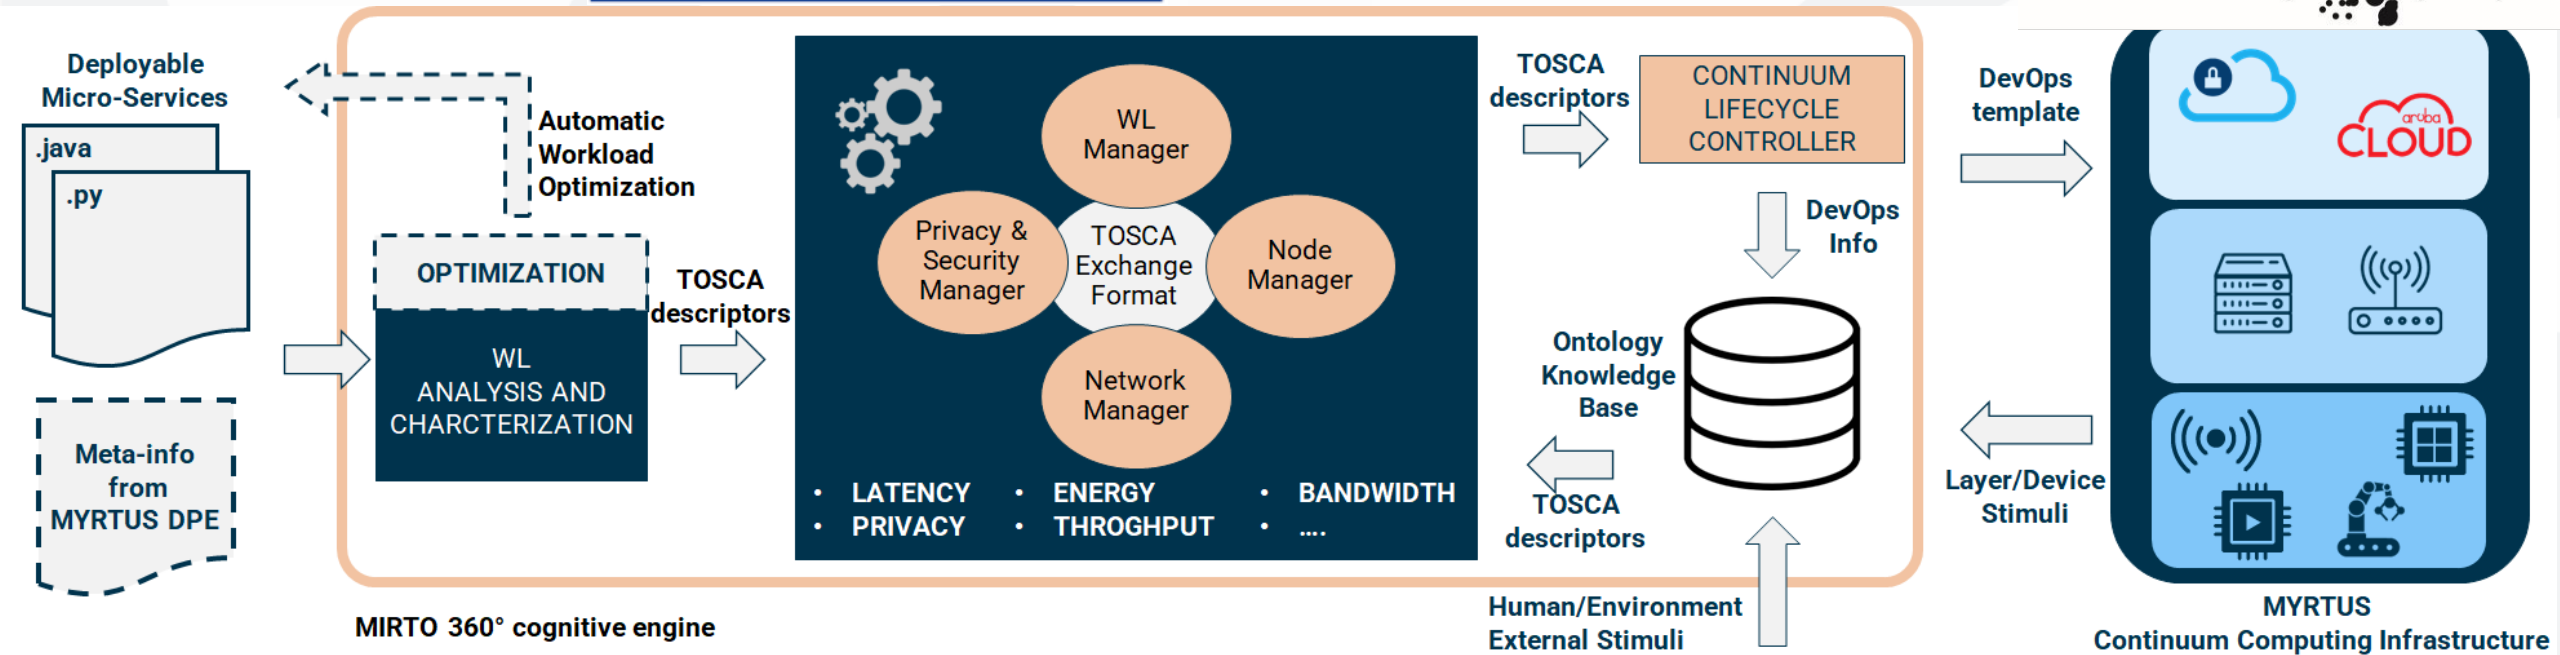 Deployable
Micro-Services
.java
.py
Meta-info
from
MYRTUS DPE
Automatic
Workload
Optimization
OPTIMIZATION
WL
ANALYSIS AND
CHARCTERIZATION
TOSCA
descriptors
WL
Manager
Privacy &
Security
Manager
TOSCA
Exchange
Format
Node
Manager
Network
Manager
• LATENCY • ENERGY • BANDWIDTH
• PRIVACY • THROGHPUT • ....
TOSCA
descriptors
CONTINUUM
LIFECYCLE
CONTROLLER
DevOps
Info
Ontology
Knowledge
Base
TOSCA
descriptors
Human/Environment
External Stimuli
MIRTO 360° cognitive engine
DevOps
template
Layer/Device
Stimuli
aruba
CLOUD
MYRTUS
Continuum Computing Infrastructure